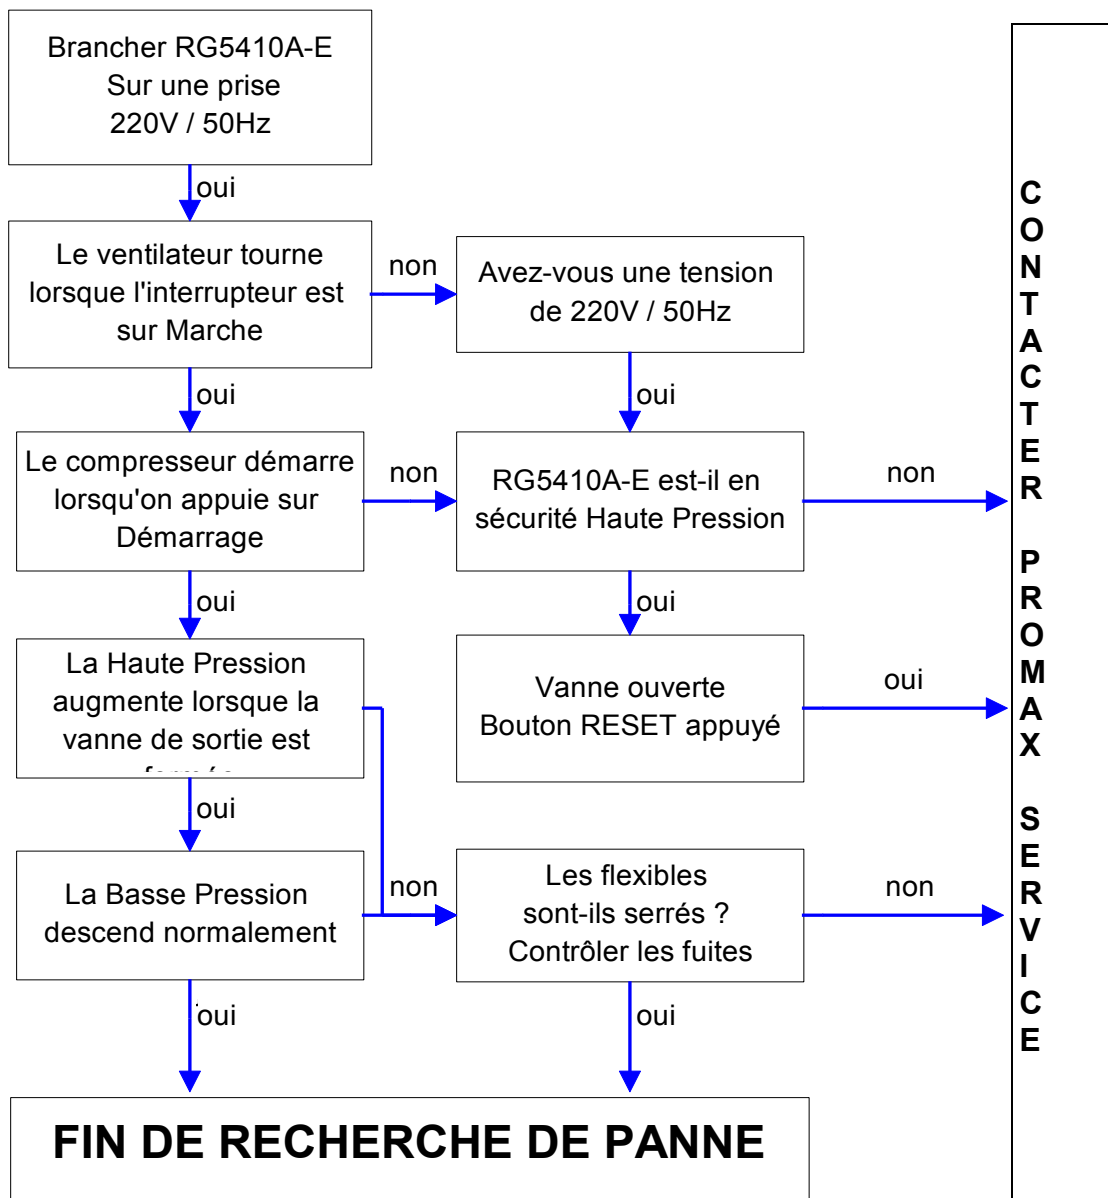 Brancher RG5410A-E
Sur une prise
220V / 50Hz
oui
Le ventilateur tourne
lorsque l'interrupteur est
sur Marche
non
Avez-vous une tension
de 220V / 50Hz
oui
oui
Le compresseur démarre
lorsqu'on appuie sur
Démarrage
non
RG5410A-E est-il en
sécurité Haute Pression
non
oui
oui
La Haute Pression
augmente lorsque la
vanne de sortie est
Vanne ouverte
Bouton RESET appuyé
oui
oui
La Basse Pression
descend normalement
non
Les flexibles
sont-ils serrés ?
Contrôler les fuites
non
oui
oui
FIN DE RECHERCHE DE PANNE
CONTACTER PROMAX SERVICE